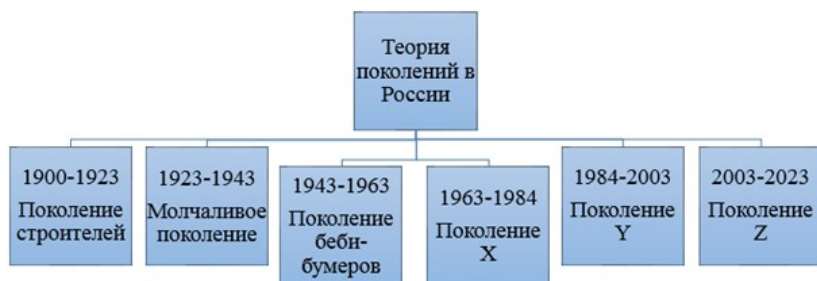 Теория
поколений в
России
1900-1923
Поколение
строителей
1923-1943
Молчаливое
поколение
1943-1963
Поколение
беби-
бумеров
1963-1984
Поколение
X
1984-2003
Поколение
Y
2003-2023
Поколение
Z